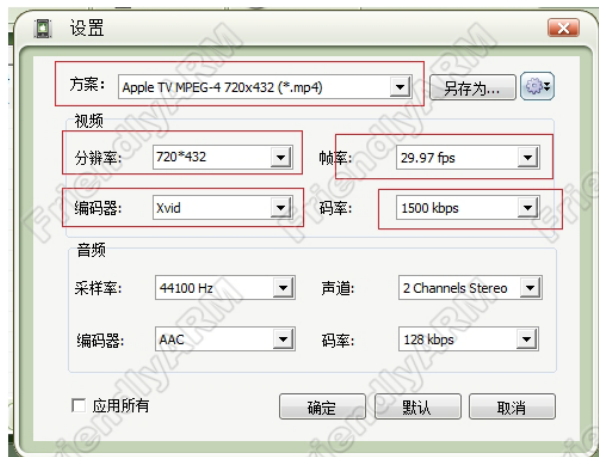 设置
方案: Apple TV MPEG-4 720x432 (*.mp4) 另存为...
视频
分辨率: 720*432 帧率: 29.97 fps
编码器: Xvid 码率: 1500 kbps
音频
采样率: 44100 Hz 声道: 2 Channels Stereo
编码器: AAC 码率: 128 kbps
应用所有 确定 默认 取消
FriendlyARM
FriendlyARM
FriendlyARM
FriendlyARM